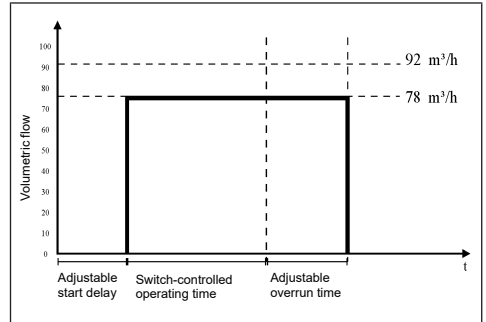 100
90
80
70
60
50
40
30
20
10
0
Volumetric flow
92 m³/h
78 m³/h
t
Adjustable
start delay
Switch-controlled
operating time
Adjustable
overrun time